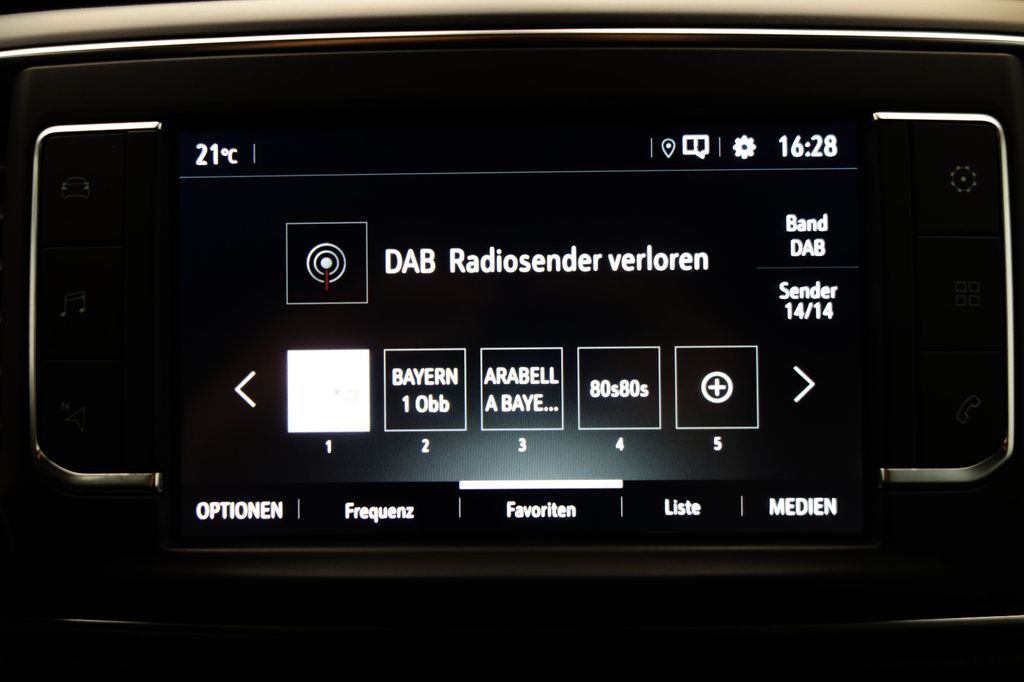 21°C
16:28
DAB Radiosender verloren
Band
DAB
Sender
14/14
BAYERN
1 Obb
ARABELL
A BAYE...
80s80s
1
2
3
4
5
OPTIONEN
Frequenz
Favoriten
Liste
MEDIEN
N